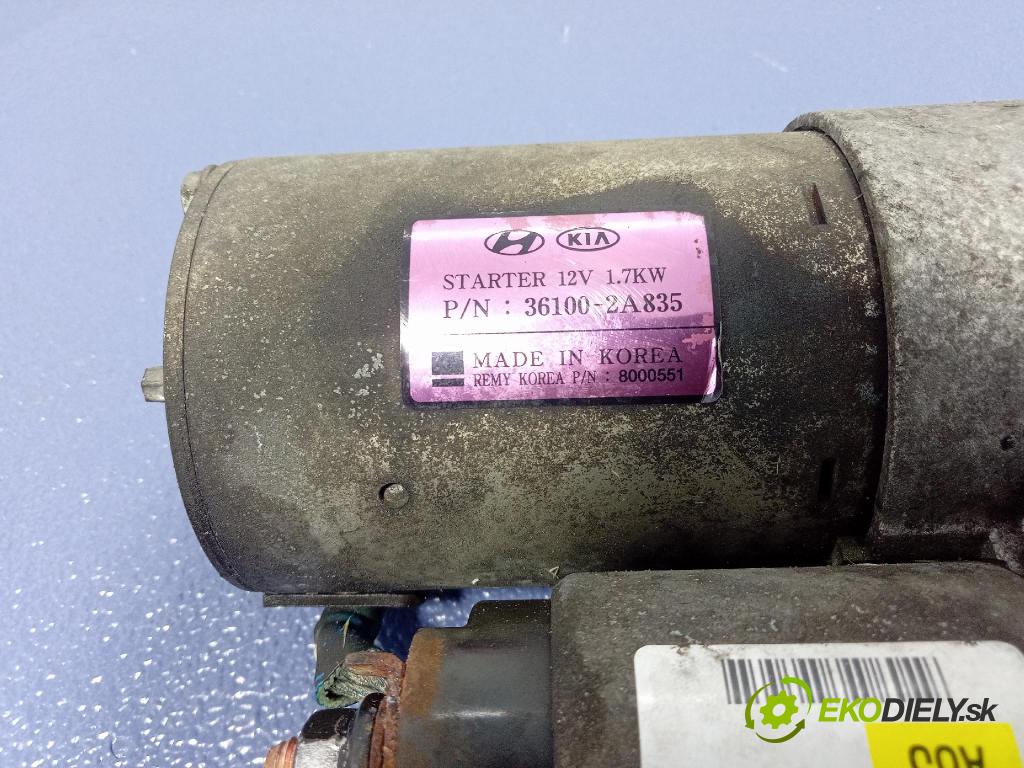 KIA
STARTER 12V 1.7KW
P/N : 36100-2A835
MADE IN KOREA
REMY KOREA P/N : 8000551
EKODIELY.sk